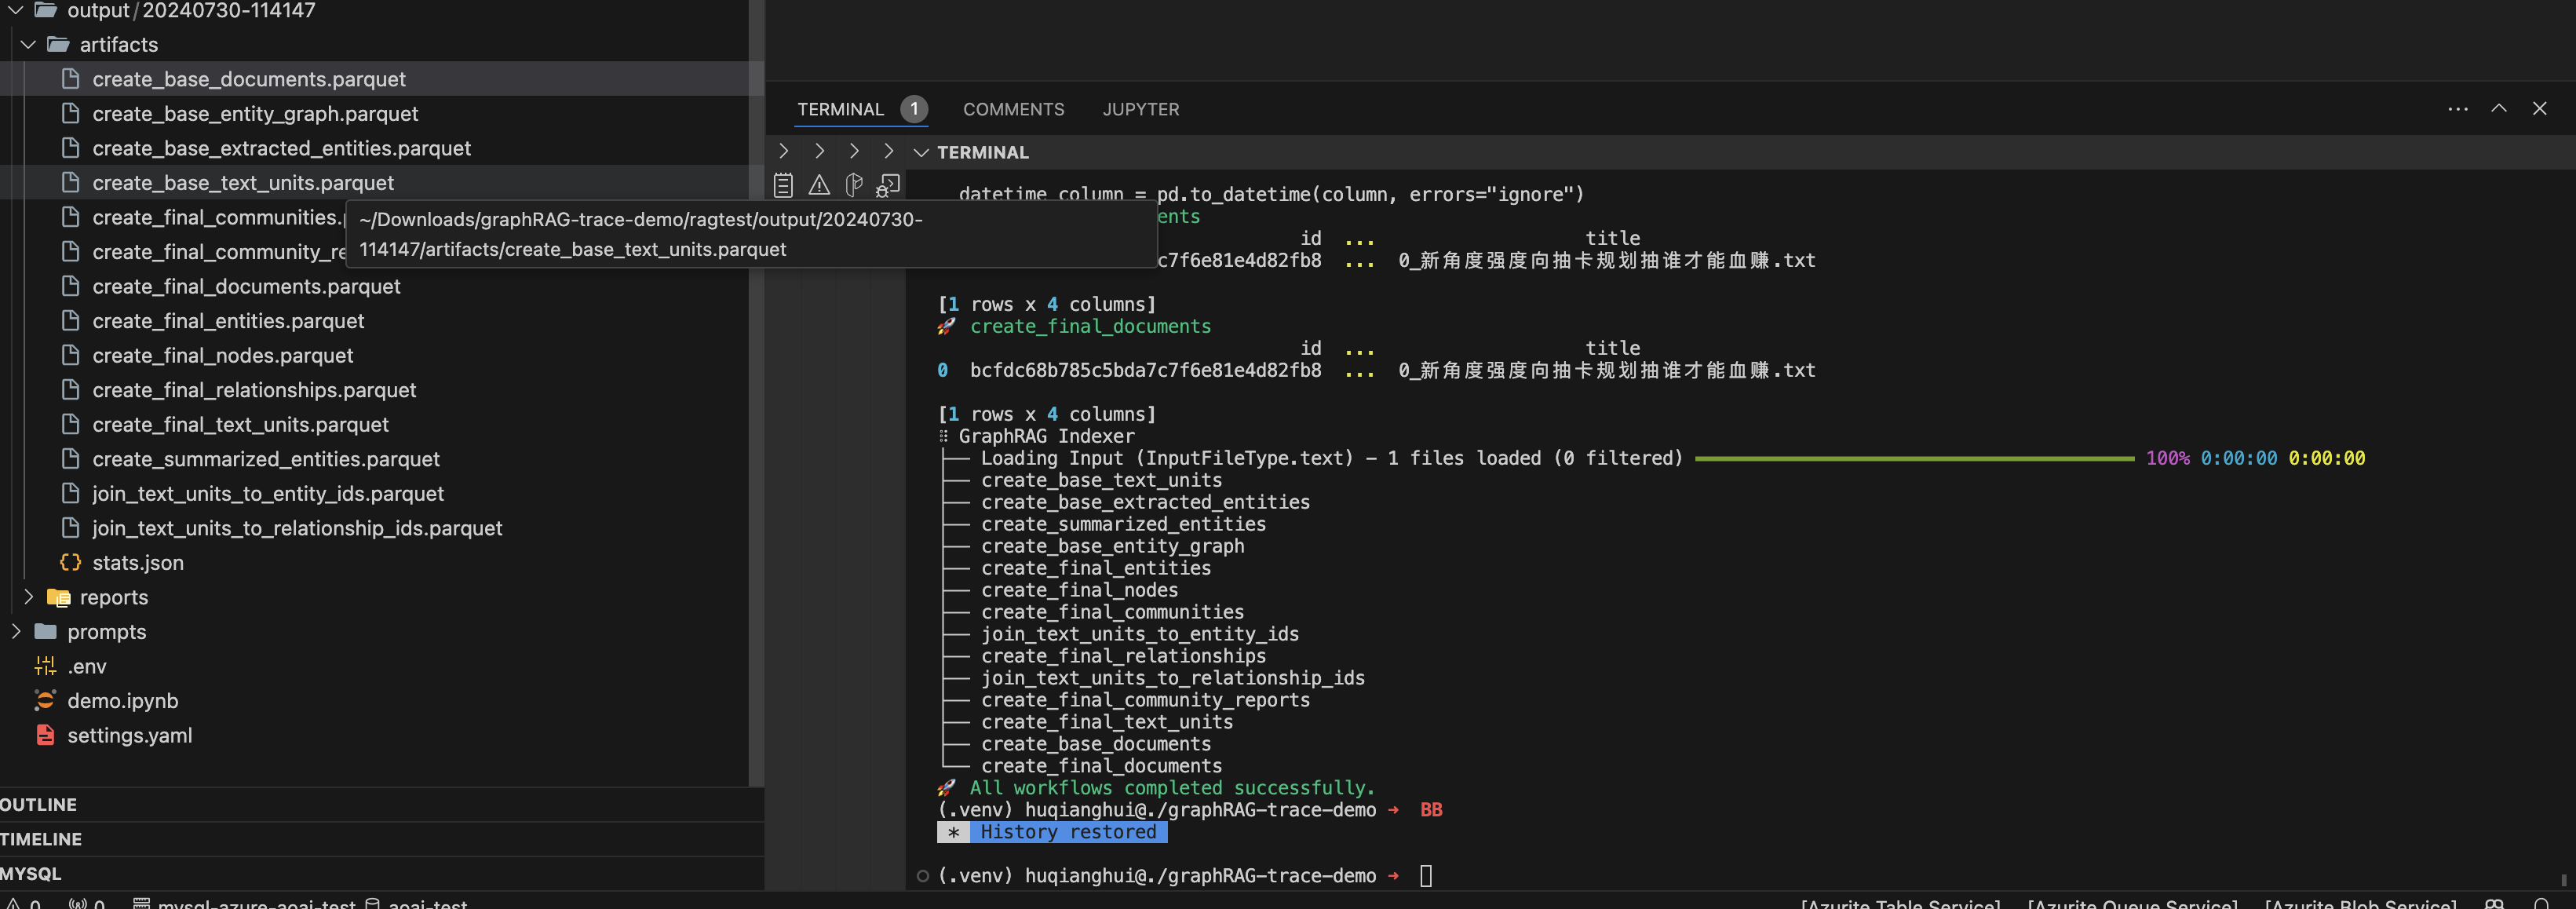 output/20240730-114147
artifacts
create_base_documents.parquet
create_base_entity_graph.parquet
create_base_extracted_entities.parquet
create_base_text_units.parquet
create_final_communities.
create_final_community_re
create_final_documents.parquet
create_final_entities.parquet
create_final_nodes.parquet
create_final_relationships.parquet
create_final_text_units.parquet
create_summarized_entities.parquet
join_text_units_to_entity_ids.parquet
join_text_units_to_relationship_ids.parquet
{} stats.json
reports
prompts
.env
demo.ipynb
settings.yaml
OUTLINE
TIMELINE
MYSQL
~/Downloads/graphRAG-trace-demo/ragtest/output/20240730-
114147/artifacts/create_base_text_units.parquet
TERMINAL 1 COMMENTS JUPYTER
TERMINAL
datetime_column = pd.to_datetime(column, errors="ignore")
ents
id ... title
c7f6e81e4d82fb8 ... 0_新角度强度向抽卡规划抽谁才能血赚.txt
[1 rows x 4 columns]
🚀 create_final_documents
id ... title
0 bcfdc68b785c5bda7c7f6e81e4d82fb8 ... 0_新角度强度向抽卡规划抽谁才能血赚.txt
[1 rows x 4 columns]
⠿ GraphRAG Indexer
├── Loading Input (InputFileType.text) - 1 files loaded (0 filtered) 100% 0:00:00 0:00:00
├── create_base_text_units
├── create_base_extracted_entities
├── create_summarized_entities
├── create_base_entity_graph
├── create_final_entities
├── create_final_nodes
├── create_final_communities
├── join_text_units_to_entity_ids
├── create_final_relationships
├── join_text_units_to_relationship_ids
├── create_final_community_reports
├── create_final_text_units
├── create_base_documents
└── create_final_documents
🚀 All workflows completed successfully.
(.venv) huqianghui@./graphRAG-trace-demo → BB
* History restored
(.venv) huqianghui@./graphRAG-trace-demo →
0 0 mysql-azure-aoai-test aoai-test [Azurite Table Service] [Azurite Queue Service] [Azurite Blob Service]